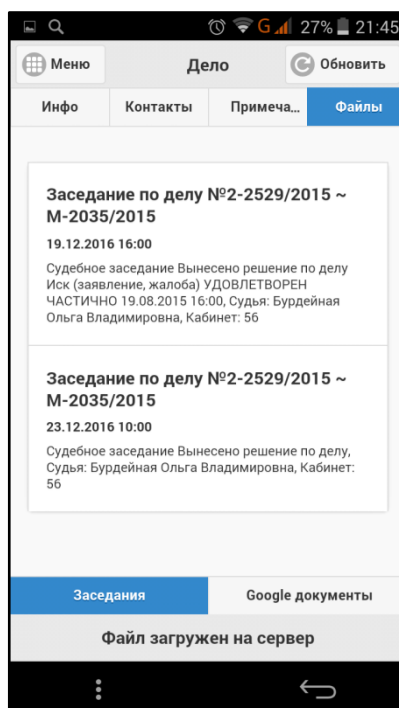 G 27% 21:45
Меню Дело Обновить
Инфо Контакты Примеча... Файлы
Заседание по делу №2-2529/2015 ~
М-2035/2015
19.12.2016 16:00
Судебное заседание Вынесено решение по делу
Иск (заявление, жалоба) УДОВЛЕТВОРЕН
ЧАСТИЧНО 19.08.2015 16:00, Судья: Бурдейная
Ольга Владимировна, Кабинет: 56
Заседание по делу №2-2529/2015 ~
М-2035/2015
23.12.2016 10:00
Судебное заседание Вынесено решение по делу,
Судья: Бурдейная Ольга Владимировна, Кабинет:
56
Заседания Google документы
Файл загружен на сервер